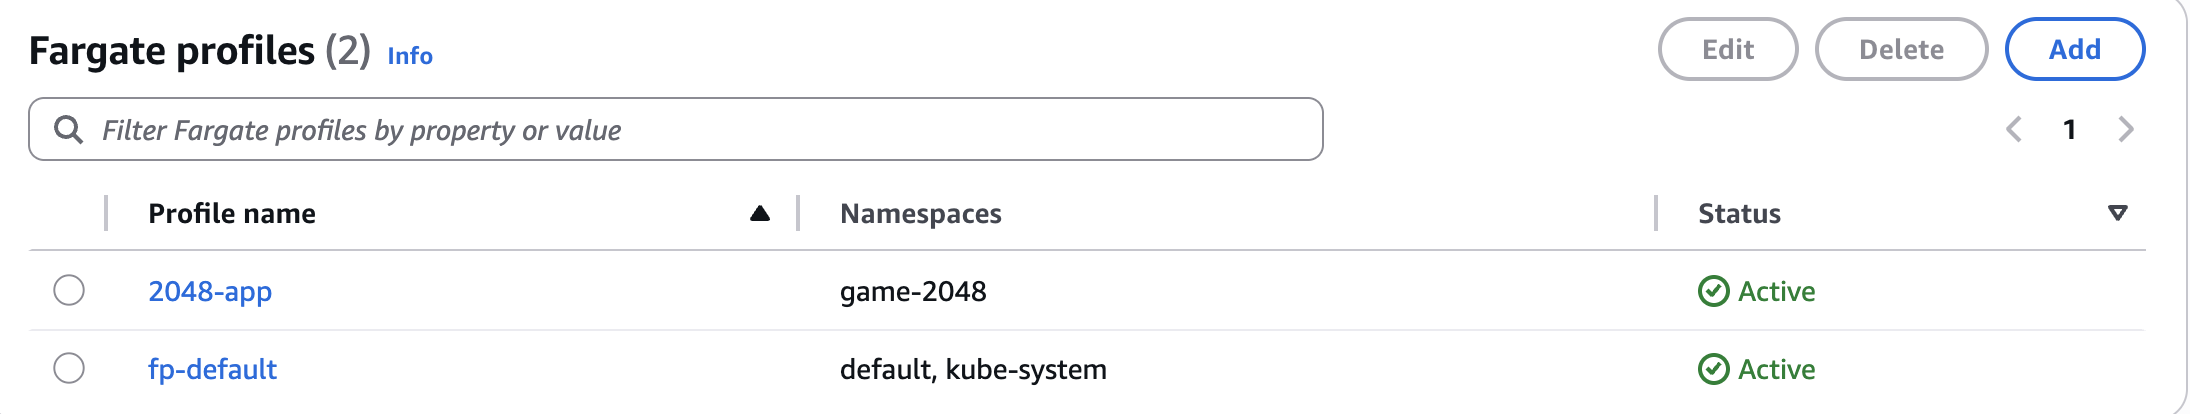 Fargate profiles (2) Info
Edit Delete Add
Filter Fargate profiles by property or value
1
Profile name Namespaces Status
2048-app game-2048 Active
fp-default default, kube-system Active